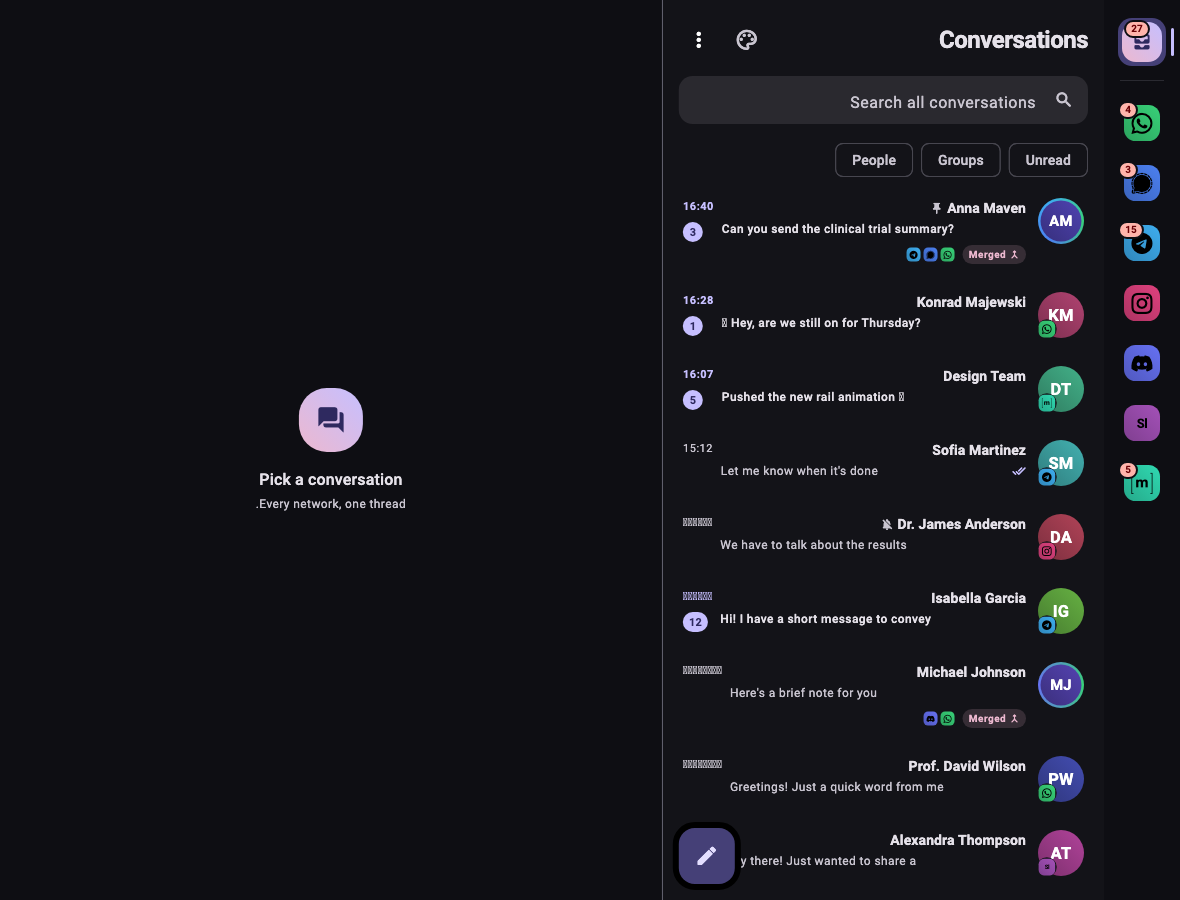 Conversations
Search all conversations
Unread
Groups
People
Anna Maven
16:40
Can you send the clinical trial summary?
3
Merged
AM
Konrad Majewski
16:28
Hey, are we still on for Thursday?
1
KM
Design Team
16:07
Pushed the new rail animation
5
DT
m
Sofia Martinez
15:12
Let me know when it's done
SM
Dr. James Anderson
We have to talk about the results
DA
Isabella Garcia
Hi! I have a short message to convey
12
IG
Michael Johnson
Here's a brief note for you
Merged
MJ
Prof. David Wilson
Greetings! Just a quick word from me
PW
Alexandra Thompson
y there! Just wanted to share a
AT
27
4
3
15
SI
5
[m]
Pick a conversation
.Every network, one thread